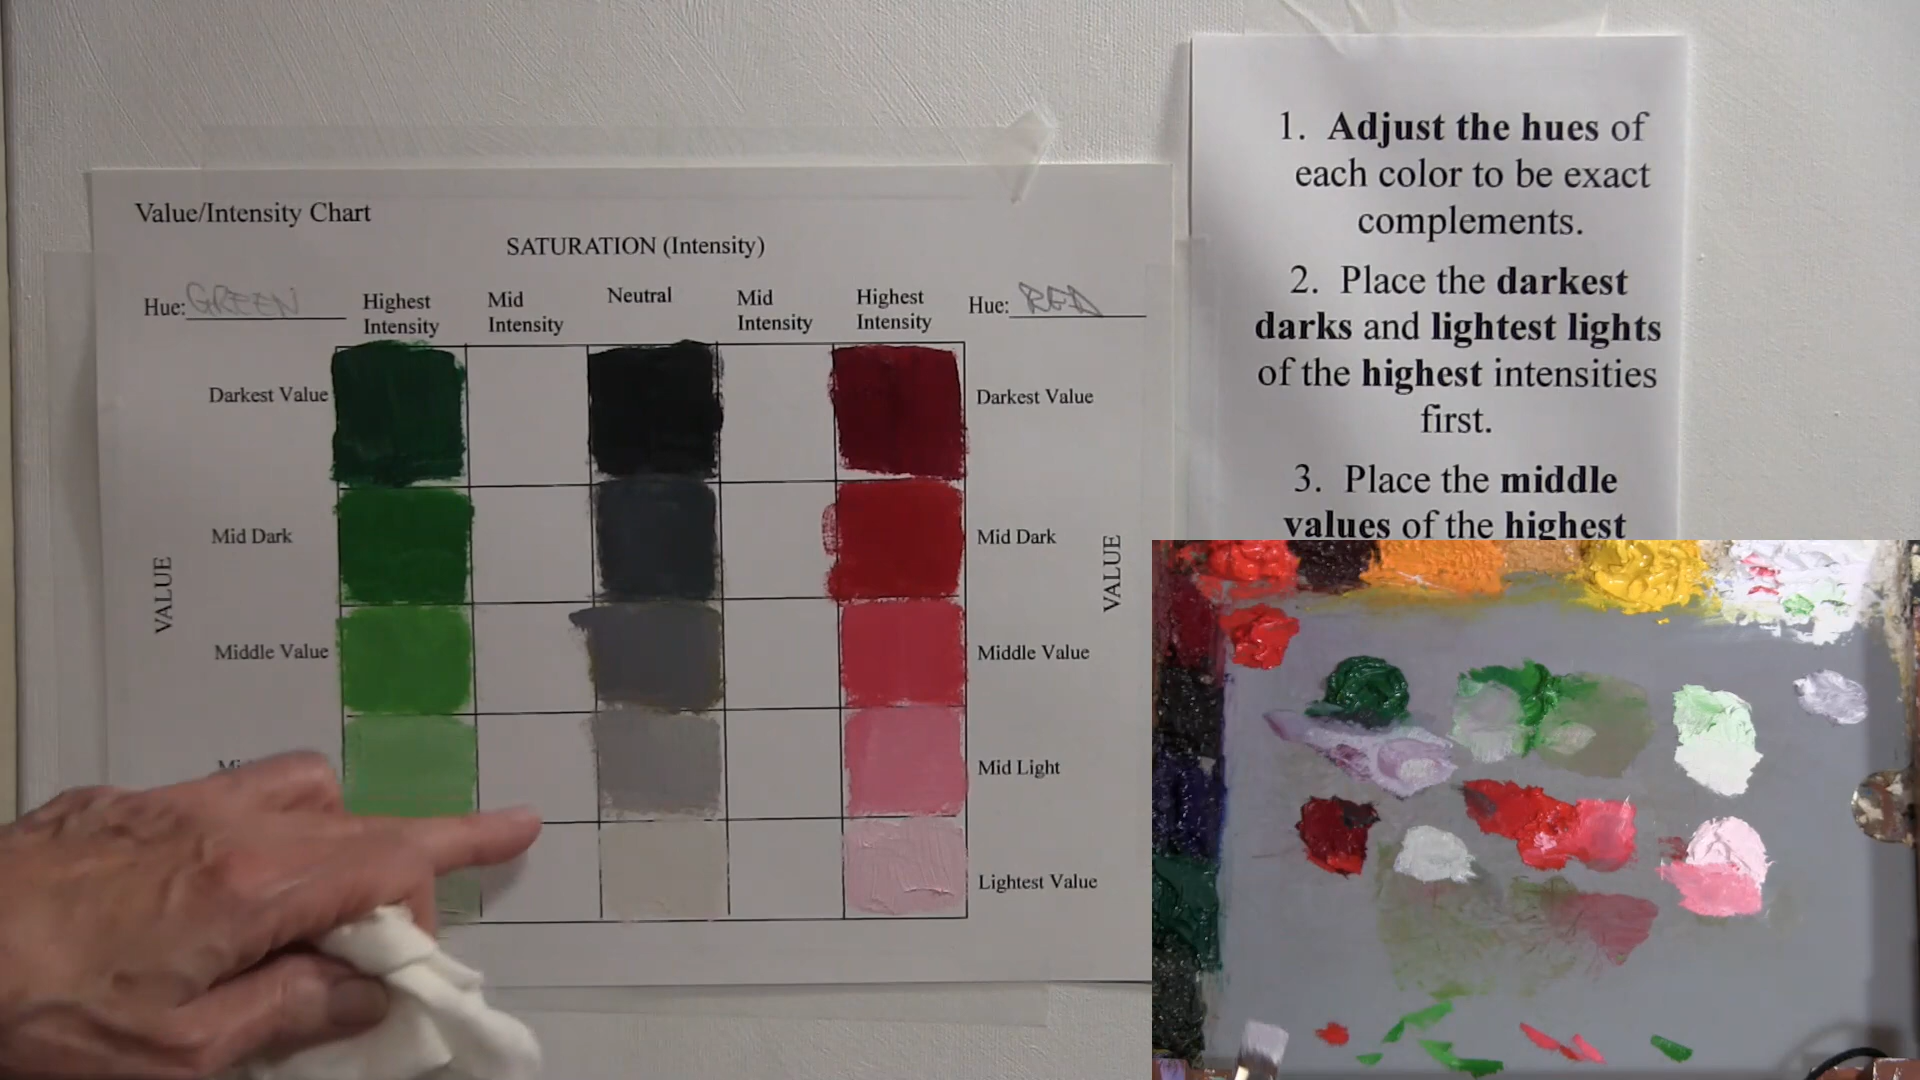 Value/Intensity Chart
SATURATION (Intensity)
Hue: GREEN
Highest
Intensity
Mid
Intensity
Neutral
Mid
Intensity
Highest
Intensity
Hue: RED
Darkest Value
Darkest Value
Mid Dark
Mid Dark
VALUE
VALUE
Middle Value
Middle Value
Mid Light
Lightest Value
1. Adjust the hues of
each color to be exact
complements.
2. Place the darkest
darks and lightest lights
of the highest intensities
first.
3. Place the middle
values of the highest